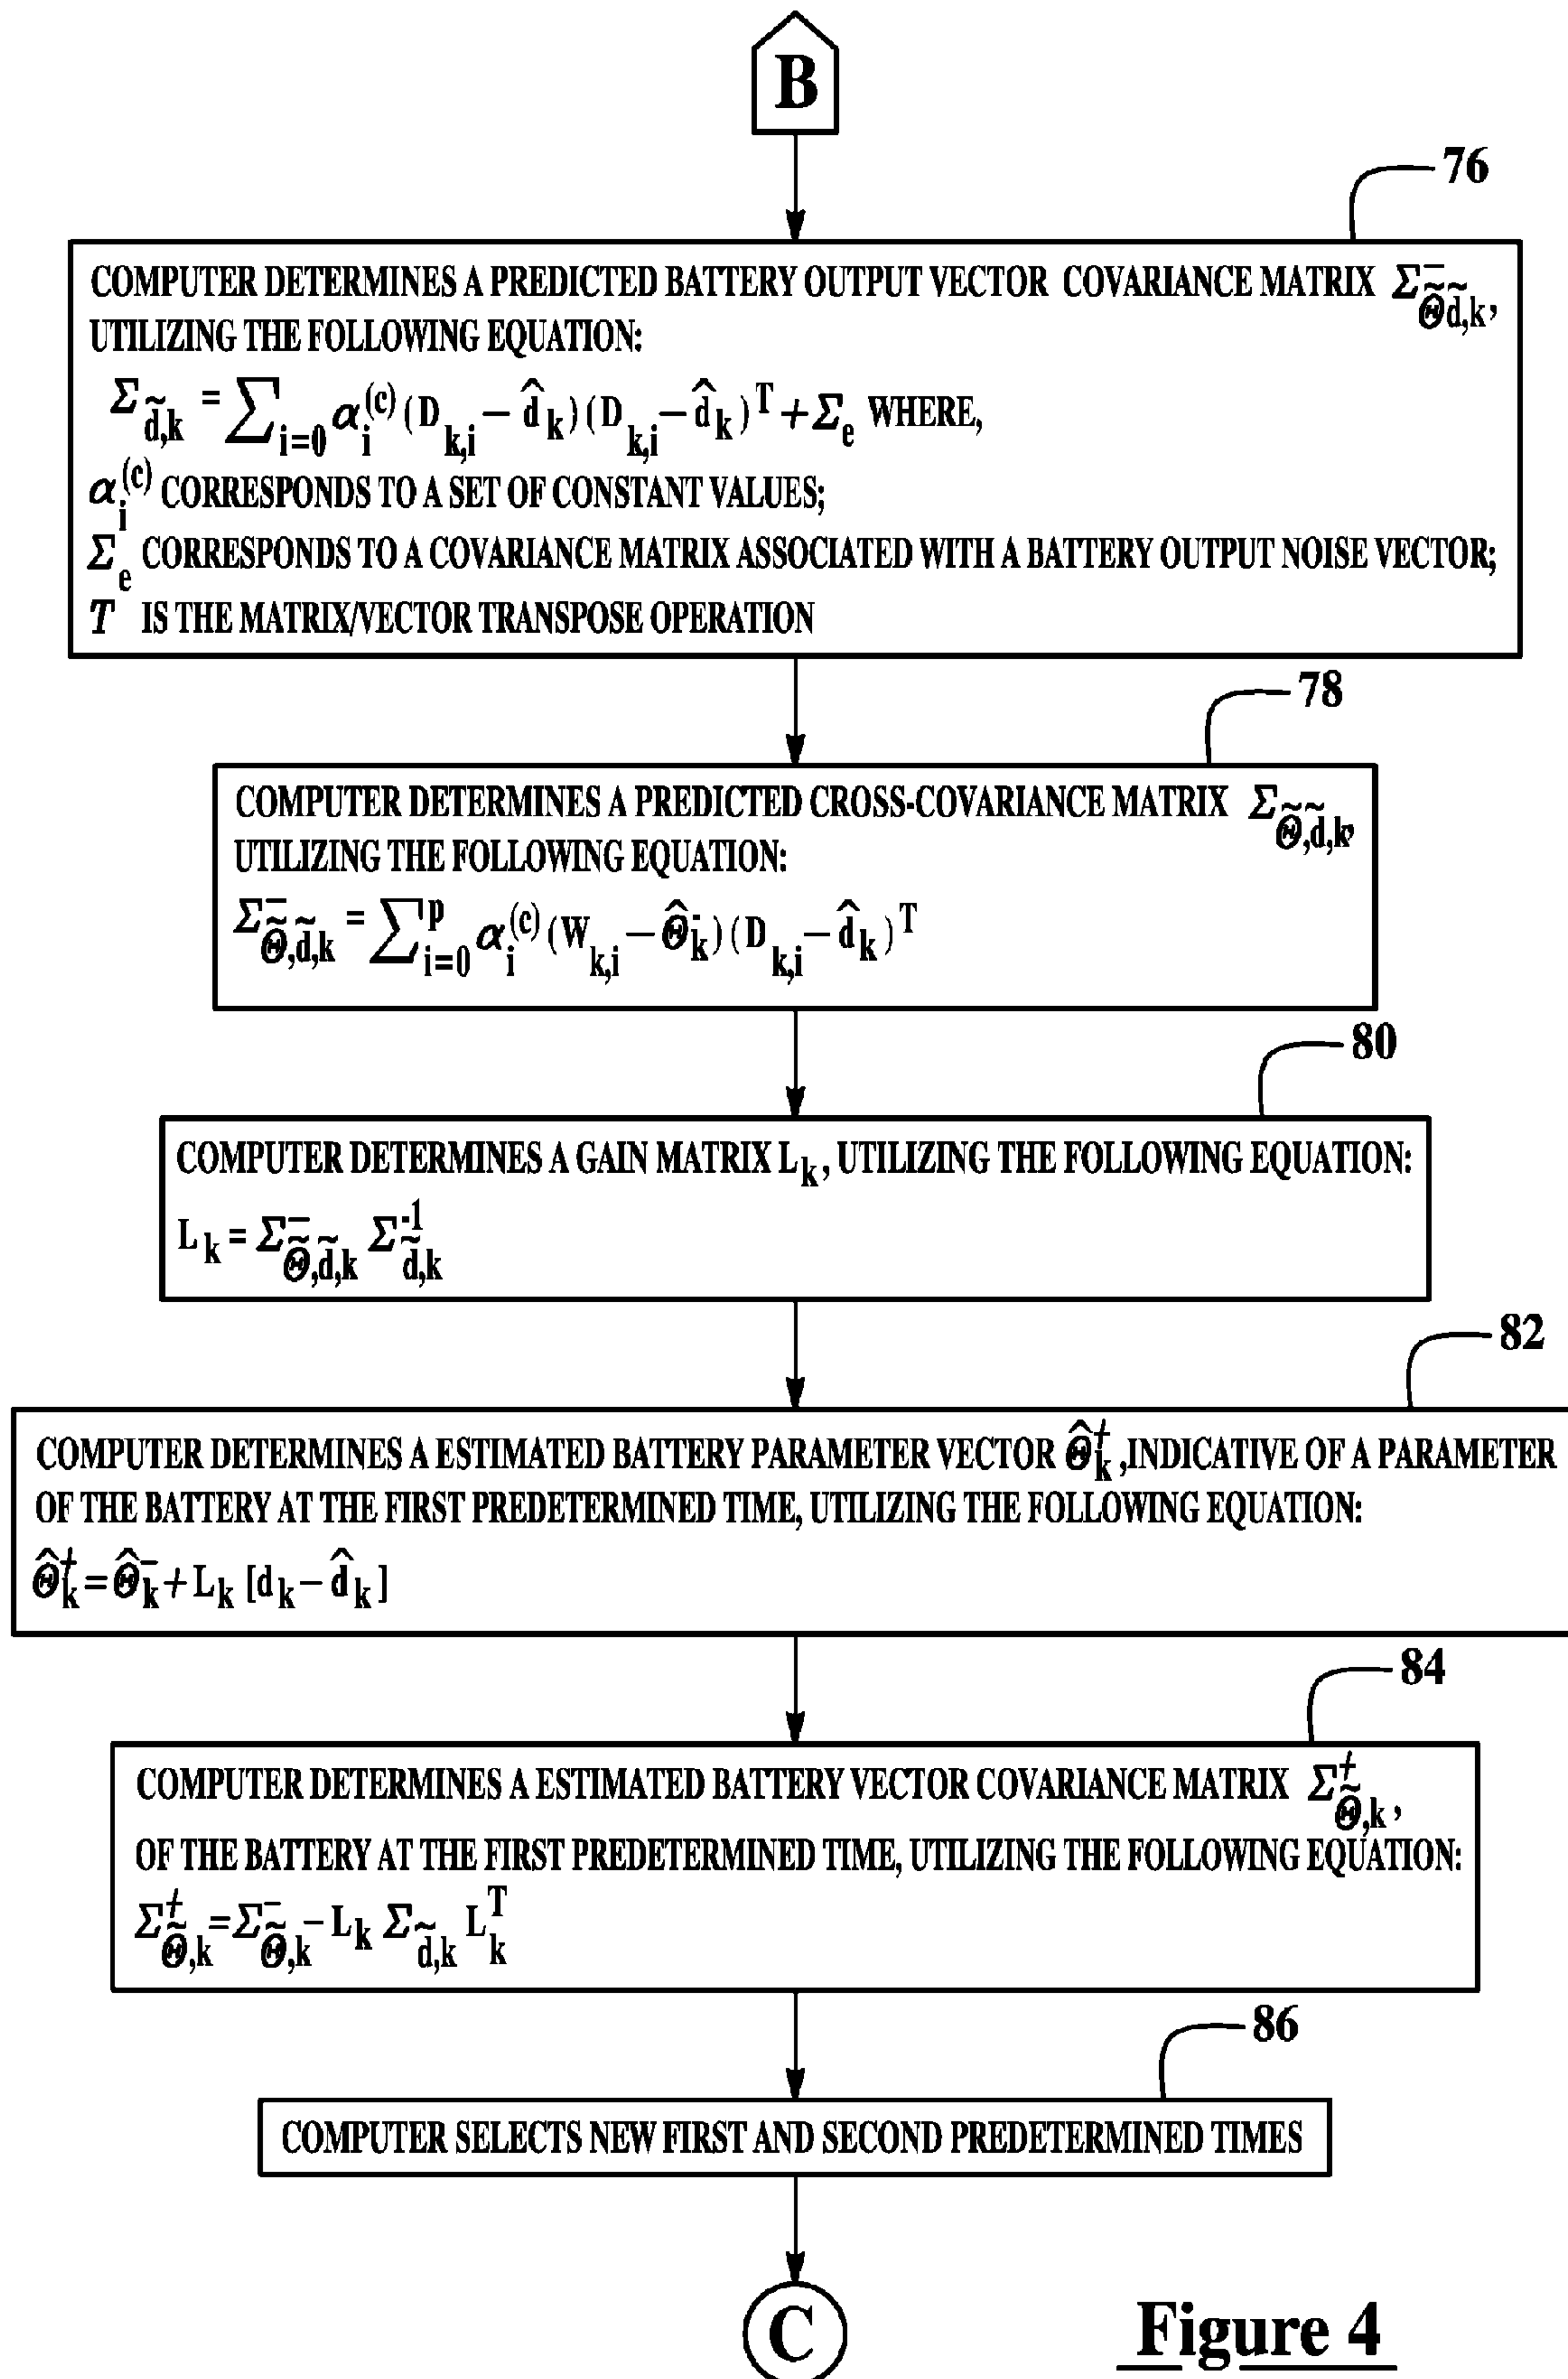 B
76
COMPUTER DETERMINES A PREDICTED BATTERY OUTPUT VECTOR COVARIANCE MATRIX Σ⁻_{Θ̃d̃,k},
UTILIZING THE FOLLOWING EQUATION:
Σ_{d̃,k} = ∑_{i=0} α_i^{(c)} (D_{k,i} − d̂_k)(D_{k,i} − d̂_k)^T + Σ_e WHERE,
α_i^{(c)} CORRESPONDS TO A SET OF CONSTANT VALUES;
Σ_e CORRESPONDS TO A COVARIANCE MATRIX ASSOCIATED WITH A BATTERY OUTPUT NOISE VECTOR;
T IS THE MATRIX/VECTOR TRANSPOSE OPERATION
78
COMPUTER DETERMINES A PREDICTED CROSS-COVARIANCE MATRIX Σ_{Θ̃,d̃,k},
UTILIZING THE FOLLOWING EQUATION:
Σ⁻_{Θ̃,d̃,k} = ∑_{i=0}^{p} α_i^{(c)} (W_{k,i} − Θ̂_k^-)(D_{k,i} − d̂_k)^T
80
COMPUTER DETERMINES A GAIN MATRIX L_k, UTILIZING THE FOLLOWING EQUATION:
L_k = Σ⁻_{Θ̃,d̃,k} Σ^{-1}_{d̃,k}
82
COMPUTER DETERMINES A ESTIMATED BATTERY PARAMETER VECTOR Θ̂_k^+, INDICATIVE OF A PARAMETER
OF THE BATTERY AT THE FIRST PREDETERMINED TIME, UTILIZING THE FOLLOWING EQUATION:
Θ̂_k^+ = Θ̂_k^- + L_k [d_k − d̂_k]
84
COMPUTER DETERMINES A ESTIMATED BATTERY VECTOR COVARIANCE MATRIX Σ^+_{Θ̃,k},
OF THE BATTERY AT THE FIRST PREDETERMINED TIME, UTILIZING THE FOLLOWING EQUATION:
Σ^+_{Θ̃,k} = Σ^-_{Θ̃,k} − L_k Σ_{d̃,k} L_k^T
86
COMPUTER SELECTS NEW FIRST AND SECOND PREDETERMINED TIMES
C
Figure 4